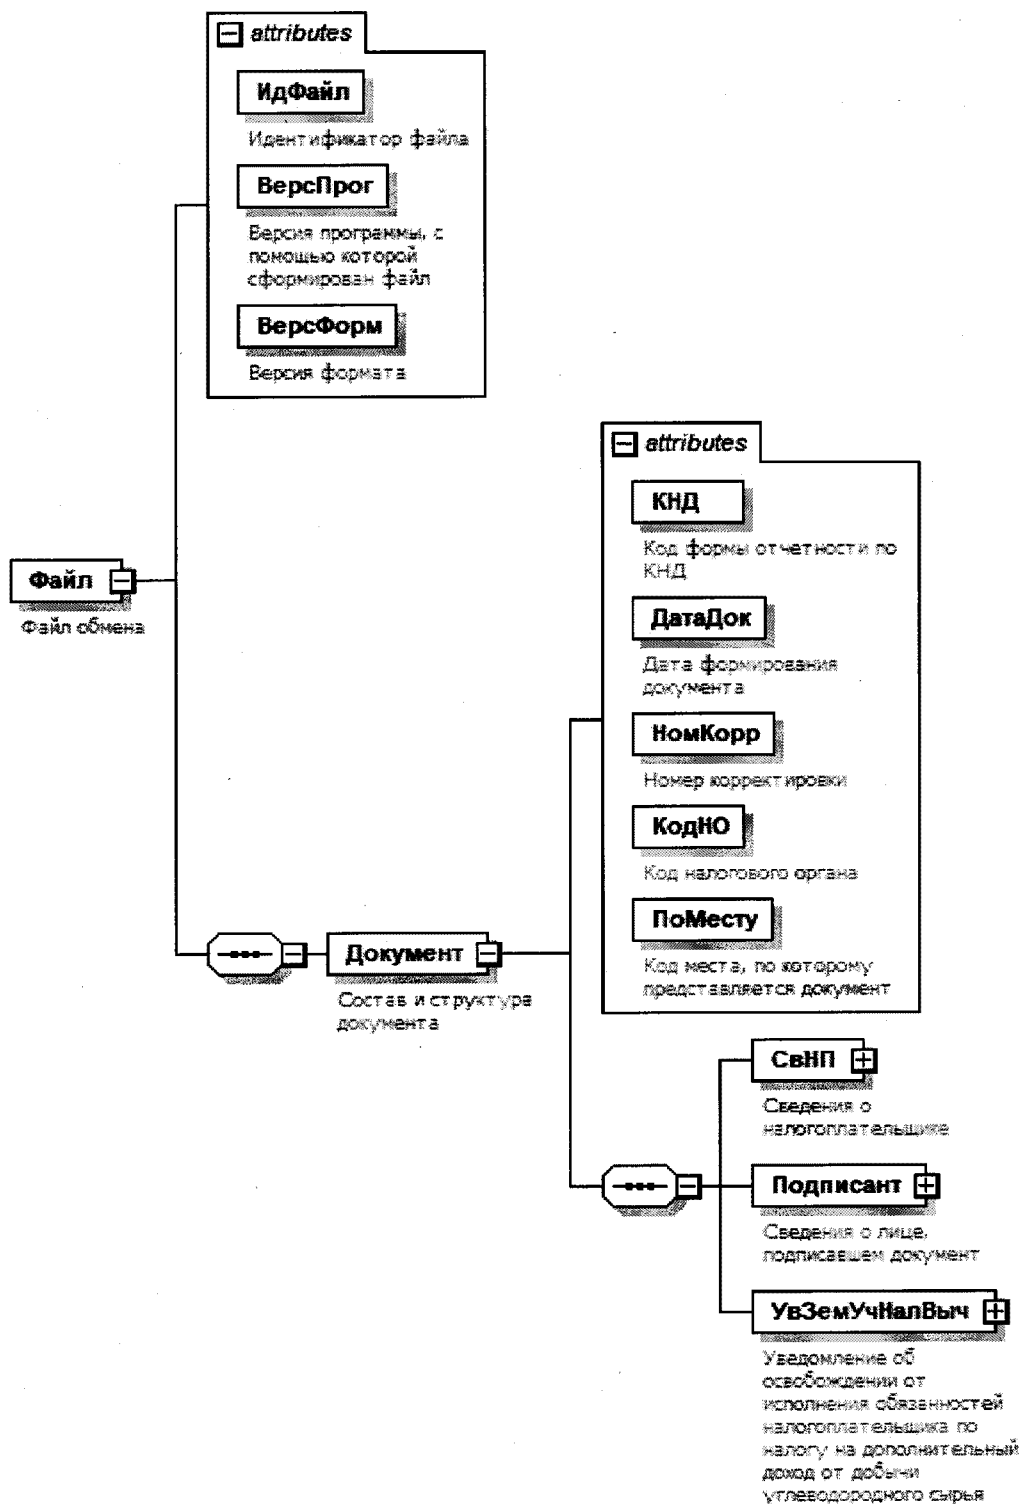 attributes
ИдФайл
Идентификатор файла
ВерсПрог
Версия программы, с
помощью которой
сформирован файл
ВерсФорм
Версия формата
attributes
КНД
Код формы отчетности по
КНД
Файл
Файл обмена
ДатаДок
Дата формирования
документа
НомКорр
Номер корректировки
КодНО
Код налогового органа
ПоМесту
Код места, по которому
представляется документ
Документ
Состав и структура
документа
СвНП
Сведения о
налогоплательщике
Подписант
Сведения о лице,
подписавшем документ
УвЗемУчНалВыч
Уведомление об
освобождении от
исполнения обязанностей
налогоплательщика по
налогу на дополнительный
доход от добычи
углеводородного сырья